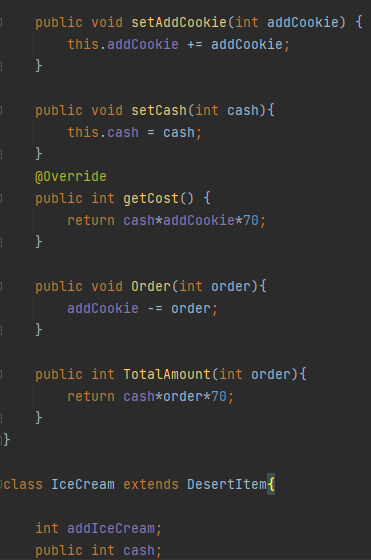 public void setAddCookie(int addCookie) {
this.addCookie += addCookie;
}
public void setCash(int cash){
this.cash = cash;
}
@Override
public int getCost() {
return cash*addCookie*70;
}
public void Order(int order){
addCookie -= order;
}
public int TotalAmount(int order){
return cash*order*70;
}
}
class IceCream extends DesertItem{
int addIceCream;
public int cash;